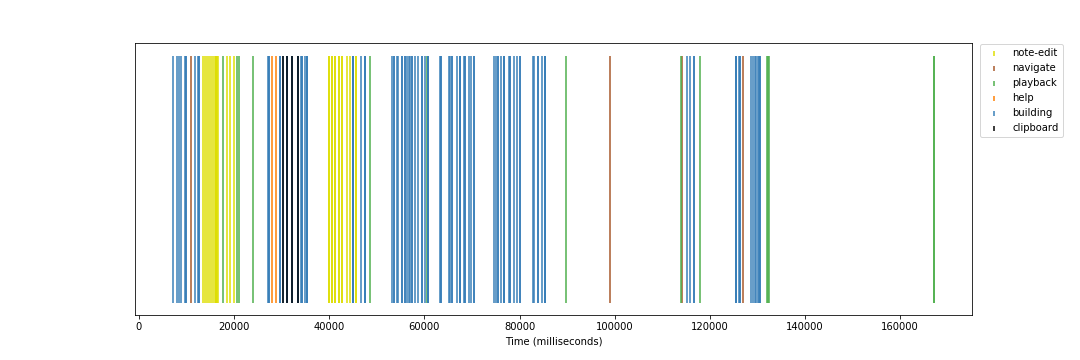 note-edit
navigate
playback
help
building
clipboard
0 20000 40000 60000 80000 100000 120000 140000 160000
Time (milliseconds)